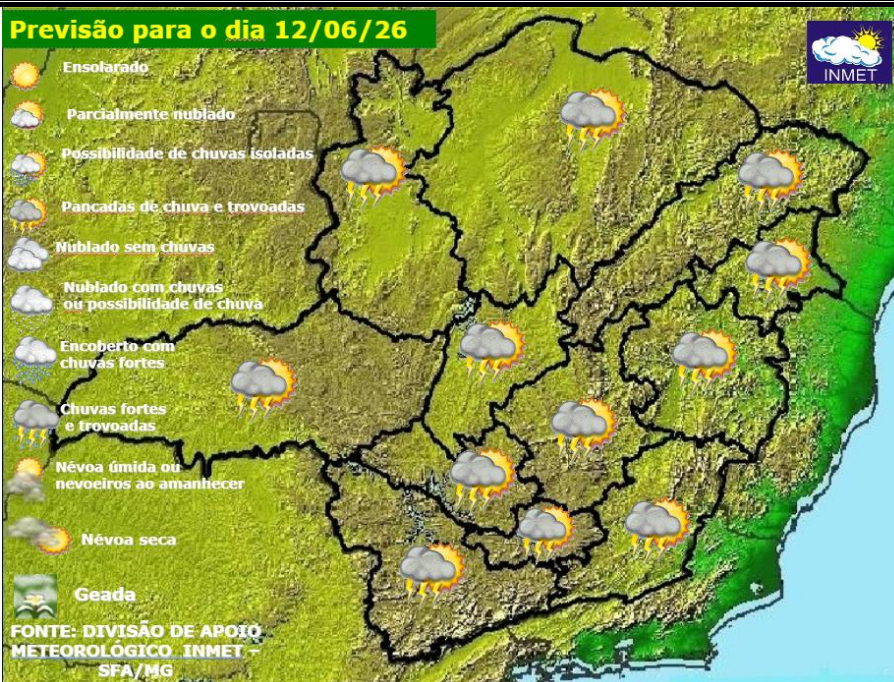 Previsão para o dia 12/06/26
INMET
Ensolarado
Parcialmente nublado
Possibilidade de chuvas isoladas
Pancadas de chuva e trovoadas
Nublado sem chuvas
Nublado com chuvas
ou possibilidade de chuva
Encoberto com
chuvas fortes
Chuvas fortes
e trovoadas
Névoa úmida ou
nevoeiros ao amanhecer
Névoa seca
Geada
FONTE: DIVISÃO DE APOIO
METEOROLÓGICO INMET –
SFA/MG